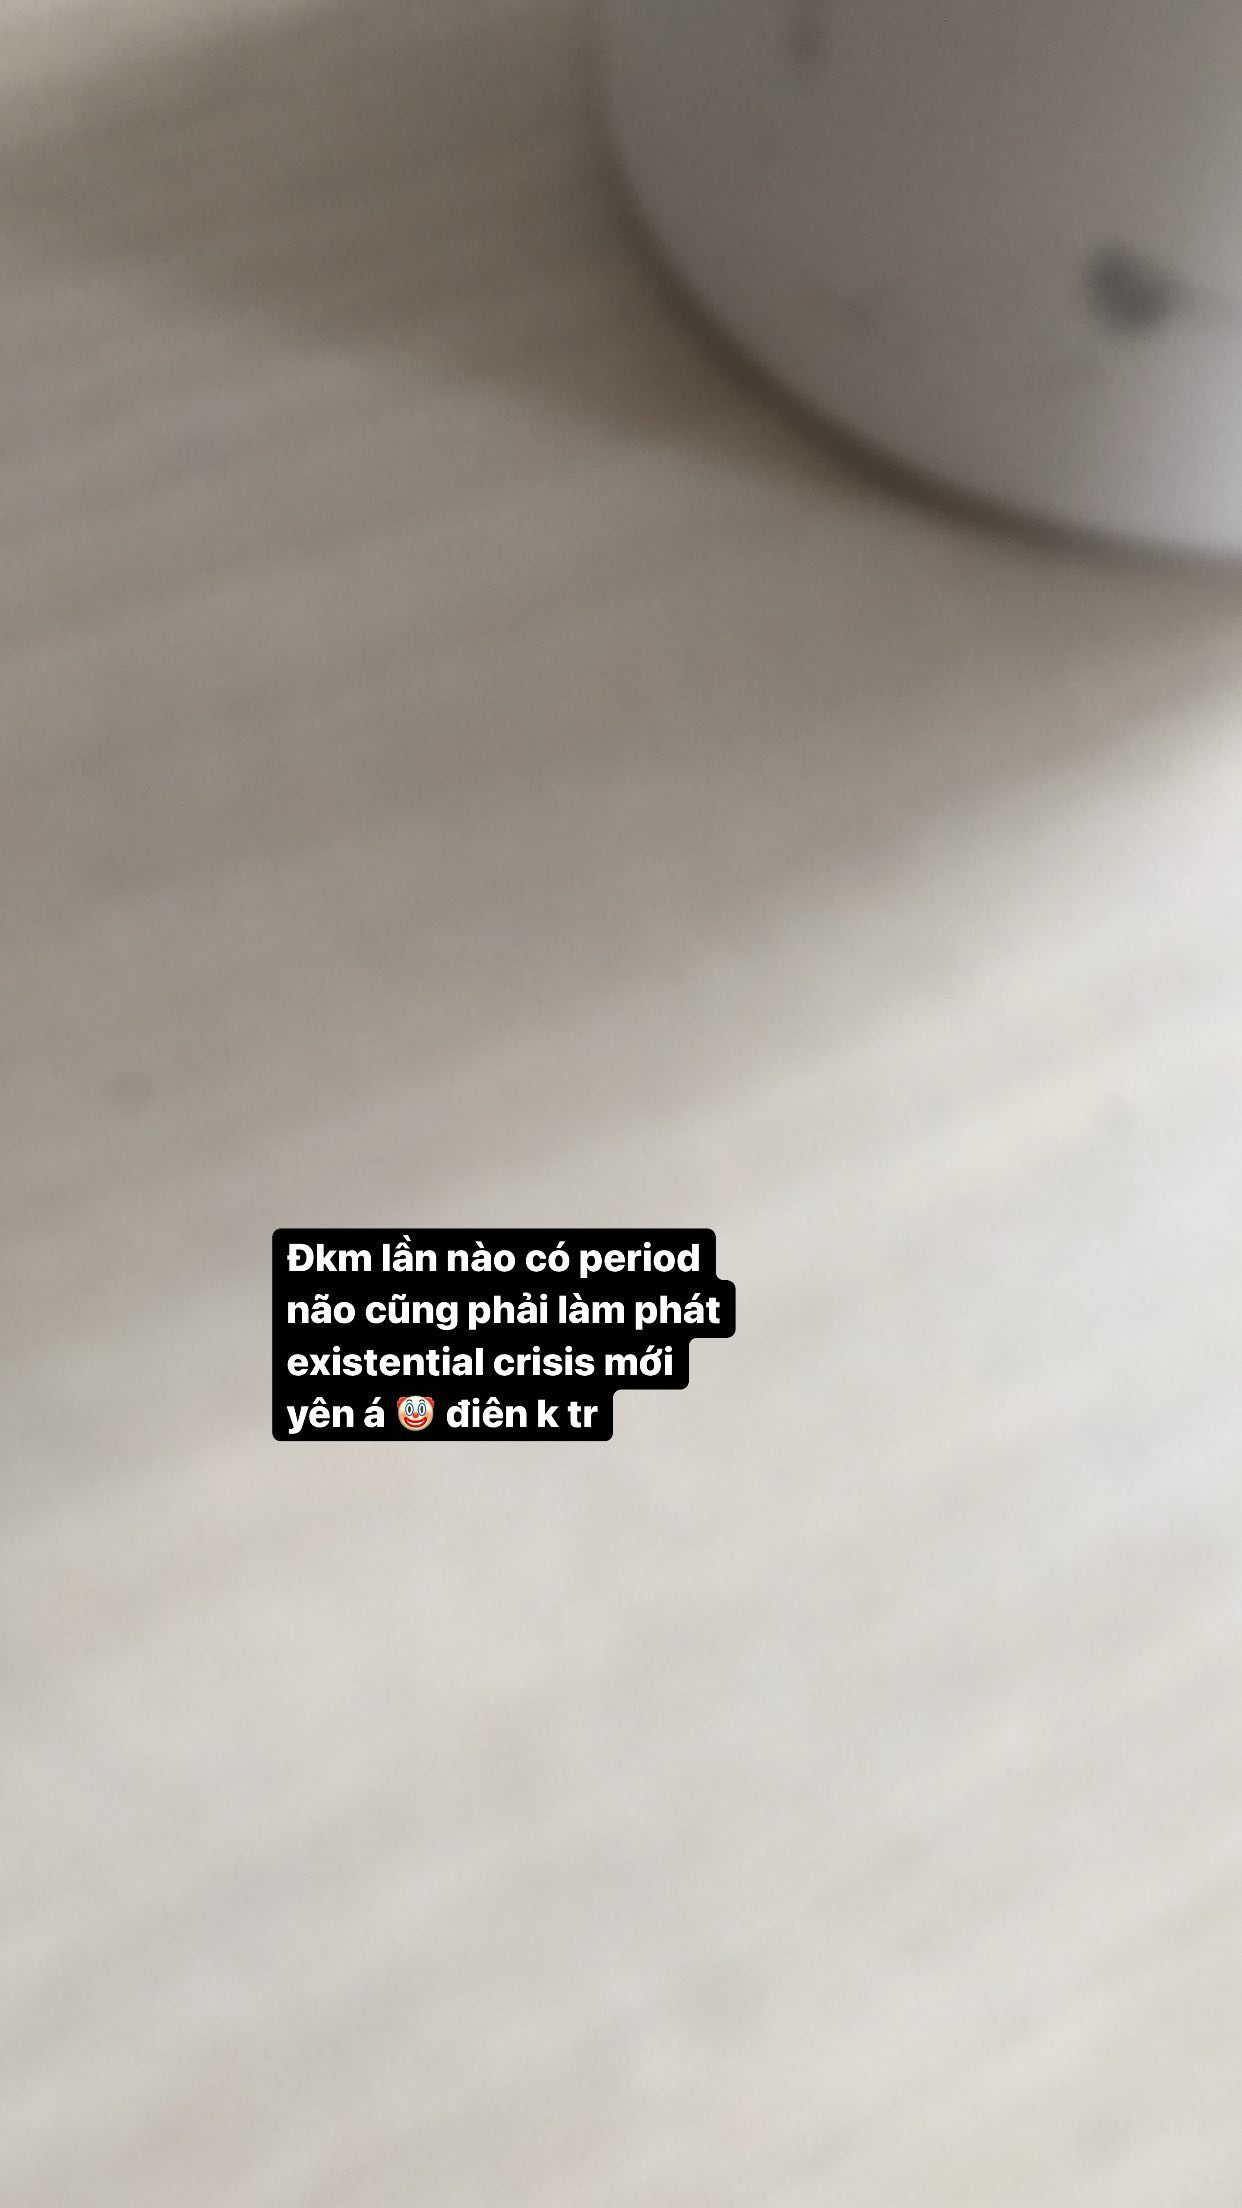 Đkm lần nào có period
não cũng phải làm phát
existential crisis mới
yên á 🤡 điên k tr